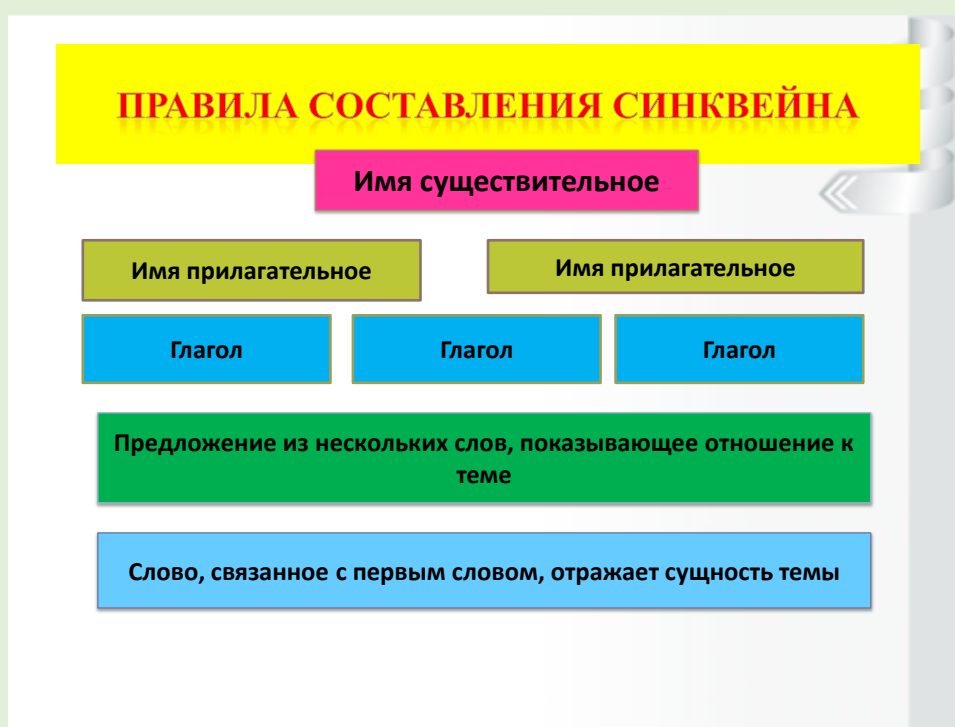 ПРАВИЛА СОСТАВЛЕНИЯ СИНКВЕЙНА
Имя существительное
Имя прилагательное
Имя прилагательное
Глагол
Глагол
Глагол
Предложение из нескольких слов, показывающее отношение к
теме
Слово, связанное с первым словом, отражает сущность темы